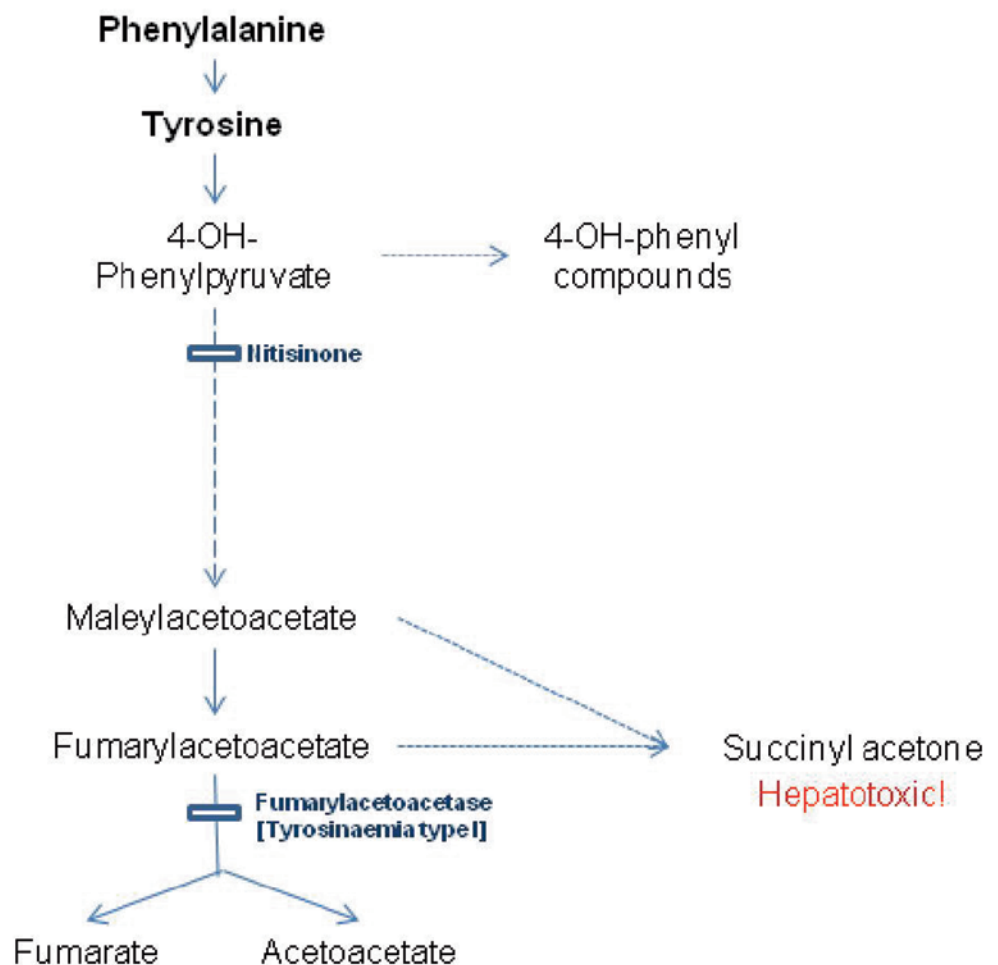 Phenylalanine
Tyrosine
4-OH-
Phenylpyruvate
4-OH-phenyl
compounds
Nitisinone
Maleylacetoacetate
Fumarylacetoacetate
Succinyl acetone
Hepatotoxic!
Fumarylacetoacetase
[Tyrosinaemia type I]
Fumarate
Acetoacetate